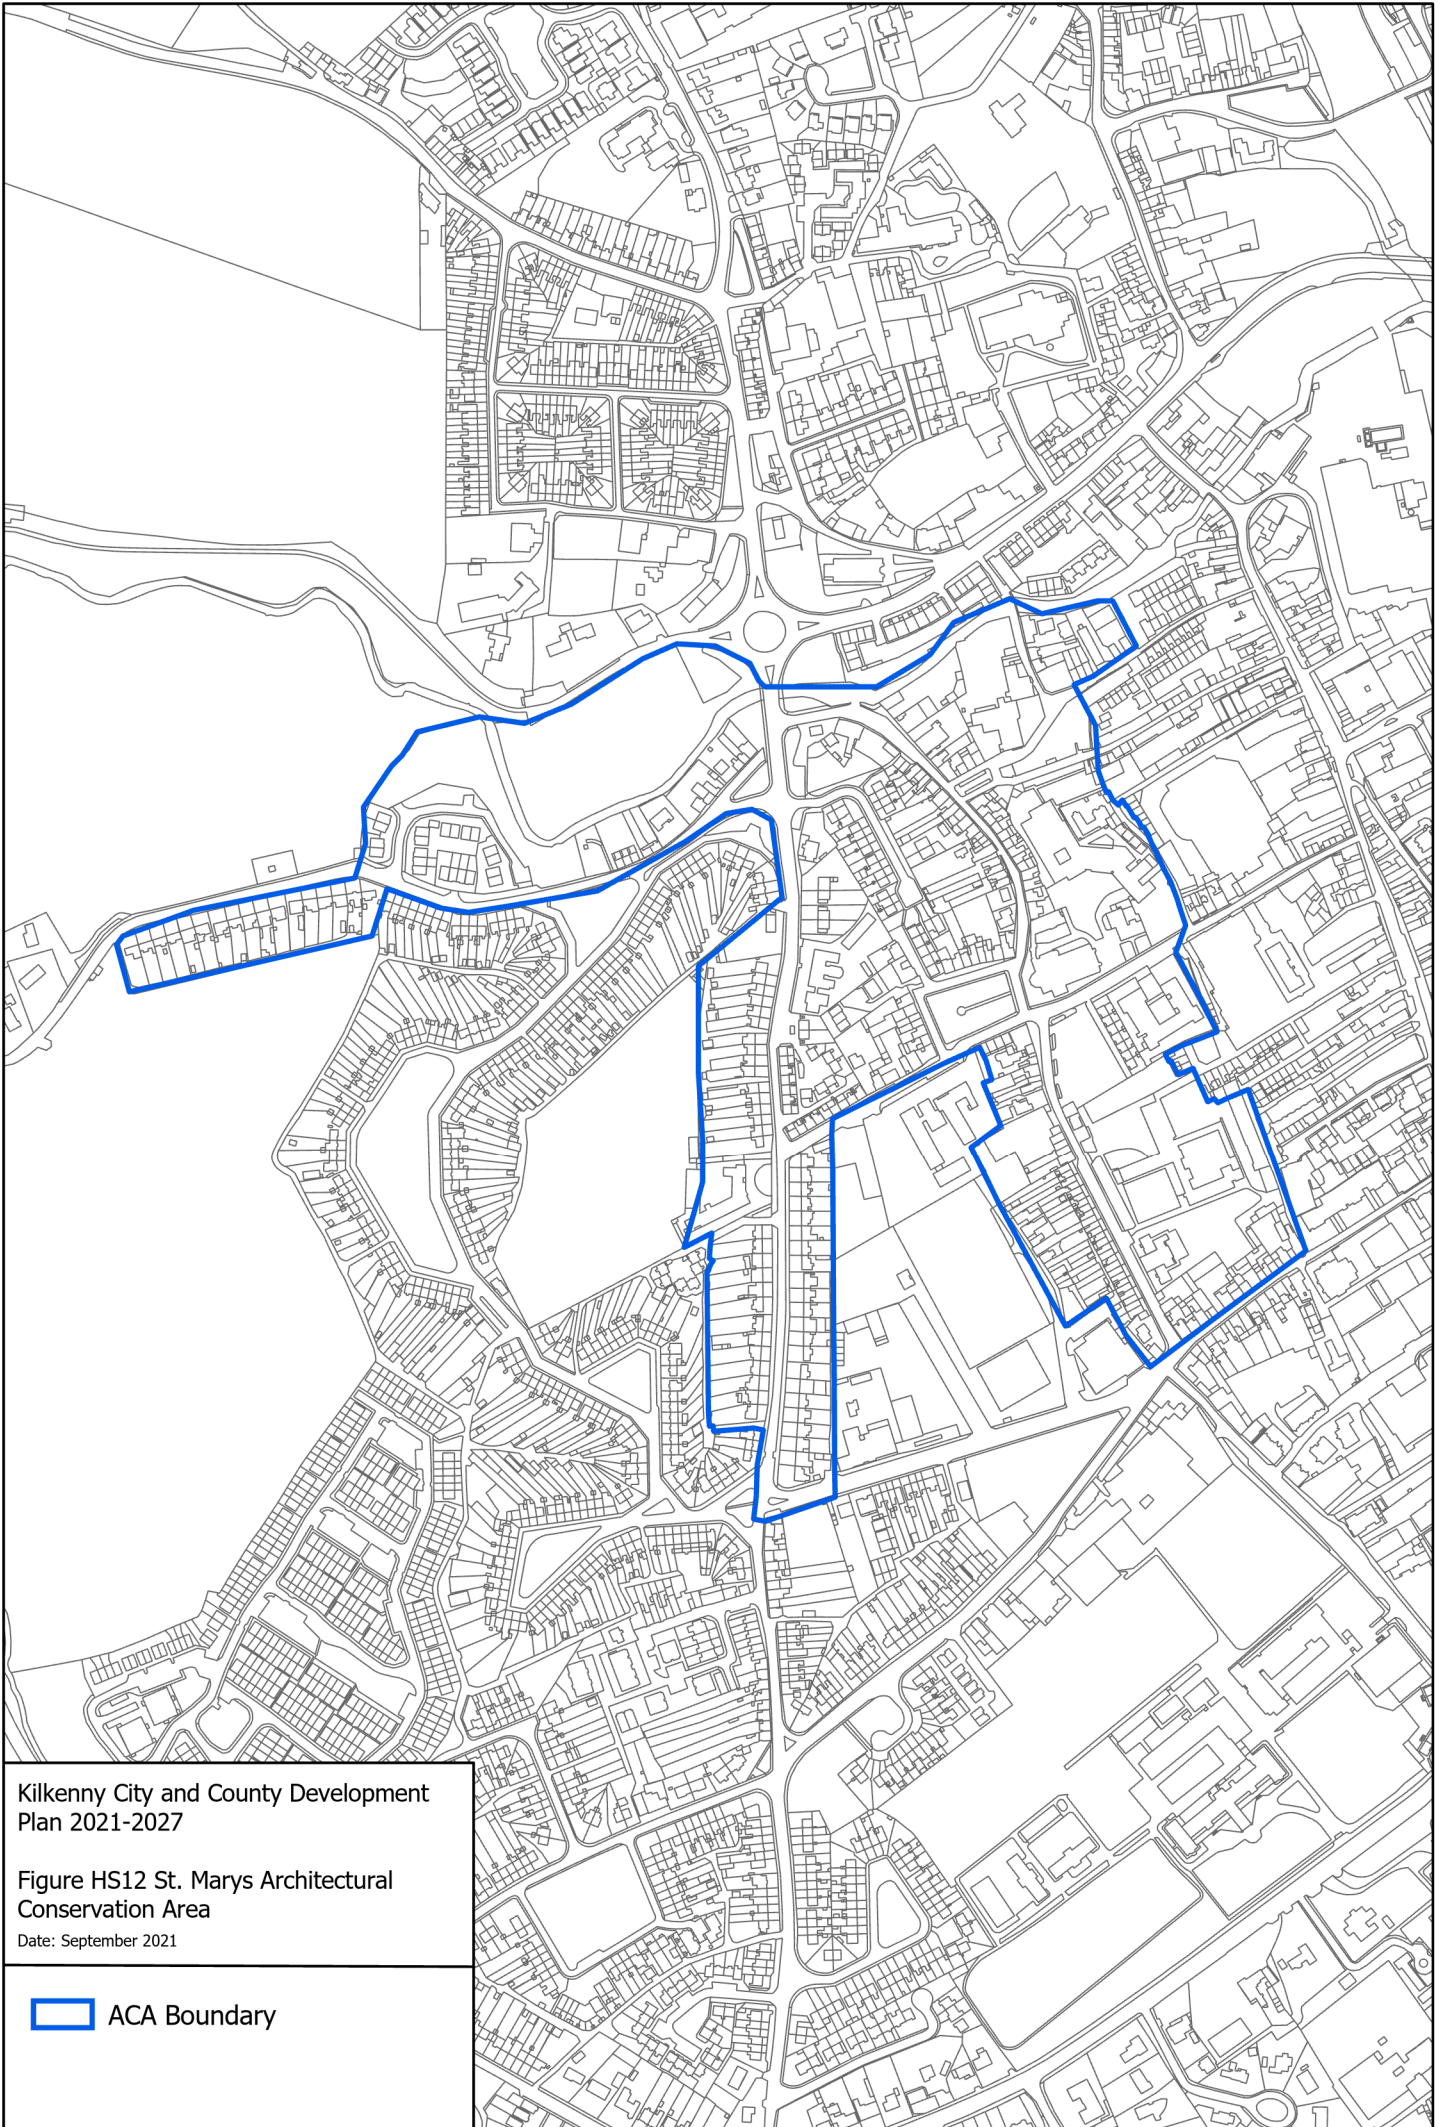 Kilkenny City and County Development
Plan 2021-2027
Figure HS12 St. Marys Architectural
Conservation Area
Date: September 2021
ACA Boundary